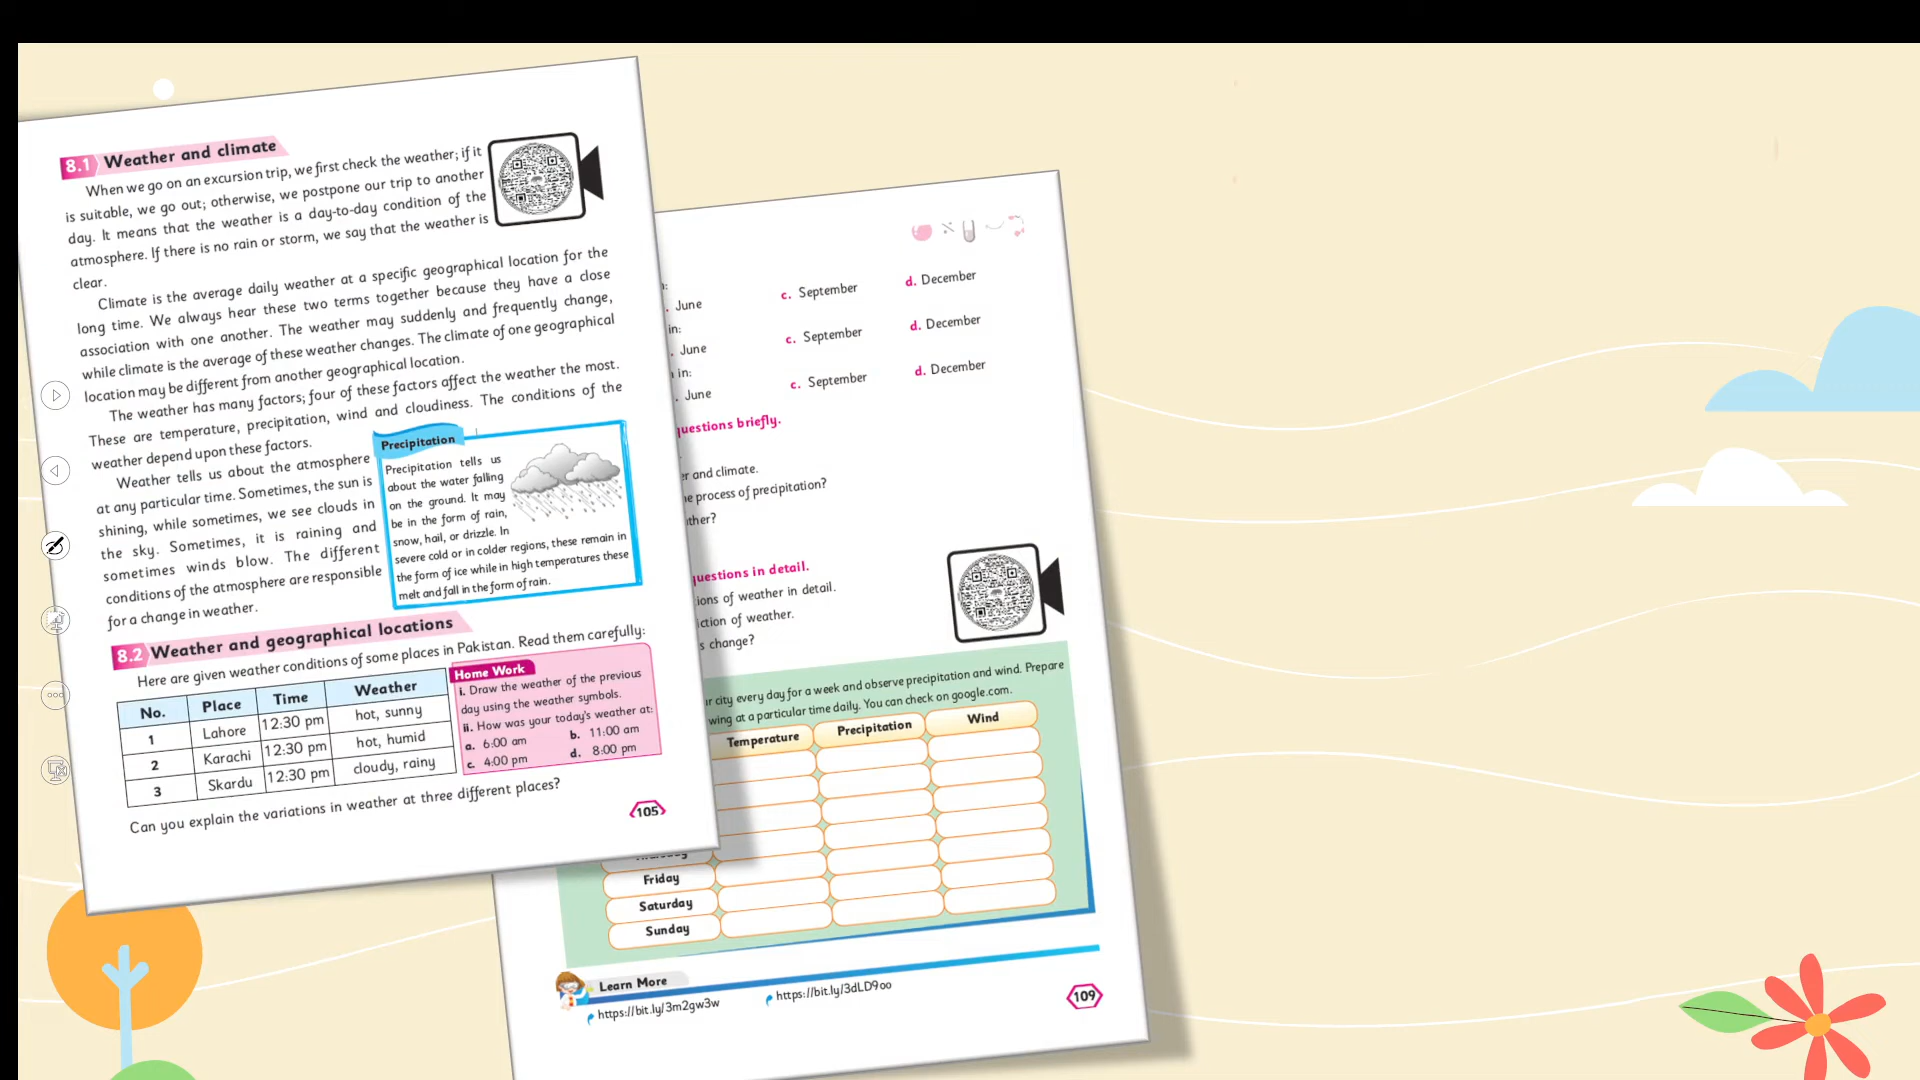 8.1 Weather and climate
When we go on an excursion trip, we first check the weather; if it
is suitable, we go out; otherwise, we postpone our trip to another
day. It means that the weather is a day-to-day condition of the
atmosphere. If there is no rain or storm, we say that the weather is
clear.
Climate is the average daily weather at a specific geographical location for the
long time. We always hear these two terms together because they have a close
association with one another. The weather may suddenly and frequently change,
while climate is the average of these weather changes. The climate of one geographical
location may be different from another geographical location.
The weather has many factors; four of these factors affect the weather the most.
These are temperature, precipitation, wind and cloudiness. The conditions of the
weather depend upon these factors.
Weather tells us about the atmosphere
at any particular time. Sometimes, the sun is
shining, while sometimes, we see clouds in
the sky. Sometimes, it is raining and
sometimes winds blow. The different
conditions of the atmosphere are responsible
for a change in weather.
Precipitation
Precipitation tells us
about the water falling
on the ground. It may
be in the form of rain,
snow, hail, or drizzle. In
severe cold or in colder regions, these remain in
the form of ice while in high temperatures these
melt and fall in the form of rain.
8.2 Weather and geographical locations
Here are given weather conditions of some places in Pakistan. Read them carefully:
No. Place Time Weather
1 Lahore 12:30 pm hot, sunny
2 Karachi 12:30 pm hot, humid
3 Skardu 12:30 pm cloudy, rainy
Home Work
i. Draw the weather of the previous
day using the weather symbols.
ii. How was your today's weather at:
a. 6:00 am b. 11:00 am
c. 4:00 pm d. 8:00 pm
Can you explain the variations in weather at three different places?
105
June c. September d. December
in:
June c. September d. December
in:
June c. September d. December
questions briefly.
and climate.
process of precipitation?
questions in detail.
of weather in detail.
of weather.
change?
city every day for a week and observe precipitation and wind. Prepare
at a particular time daily. You can check on google.com.
Temperature Precipitation Wind
Friday
Saturday
Sunday
Learn More
https://bit.ly/3m2gw3w https://bit.ly/3dLD9oo
109